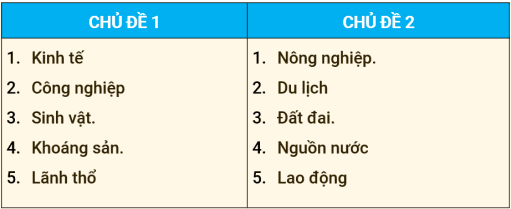 CHỦ ĐỀ 1
1. Kinh tế
2. Công nghiệp
3. Sinh vật.
4. Khoáng sản.
5. Lãnh thổ
CHỦ ĐỀ 2
1. Nông nghiệp.
2. Du lịch
3. Đất đai.
4. Nguồn nước
5. Lao động